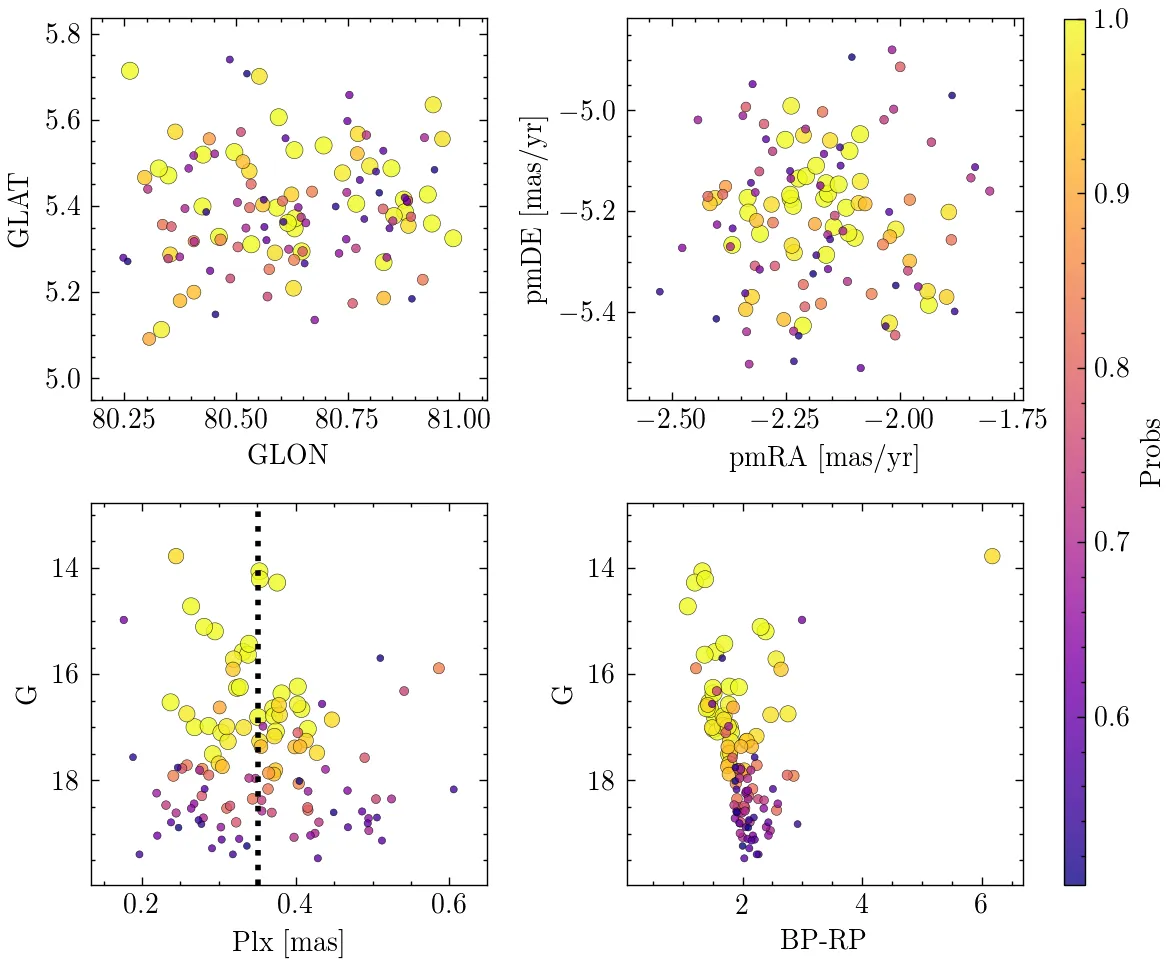 5.8
5.6
5.4
5.2
5.0
GLAT
80.25 80.50 80.75 81.00
GLON
−5.0
−5.2
−5.4
pmDE [mas/yr]
−2.50 −2.25 −2.00 −1.75
pmRA [mas/yr]
1.0
0.9
0.8
0.7
0.6
Probs
14
16
18
G
0.2 0.4 0.6
Plx [mas]
14
16
18
G
2 4 6
BP-RP